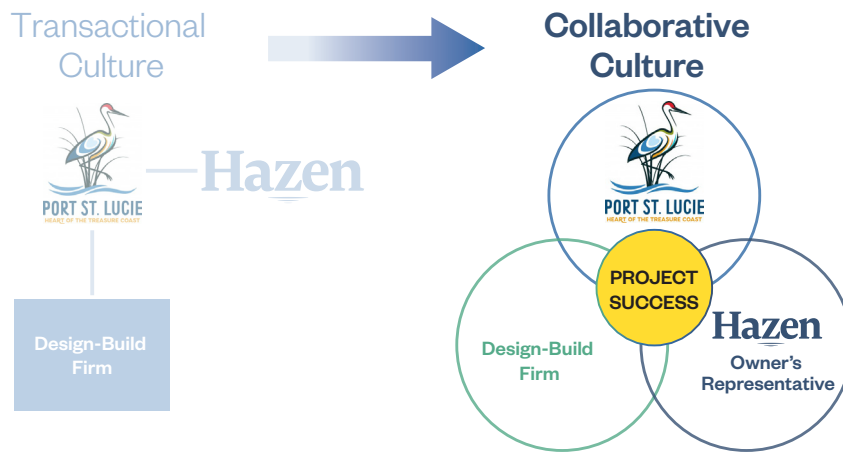 Transactional
Culture
PORT ST. LUCIE
HEART OF THE TREASURE COAST
Hazen
Design-Build
Firm
Collaborative
Culture
PORT ST. LUCIE
HEART OF THE TREASURE COAST
PROJECT
SUCCESS
Design-Build
Firm
Hazen
Owner’s
Representative